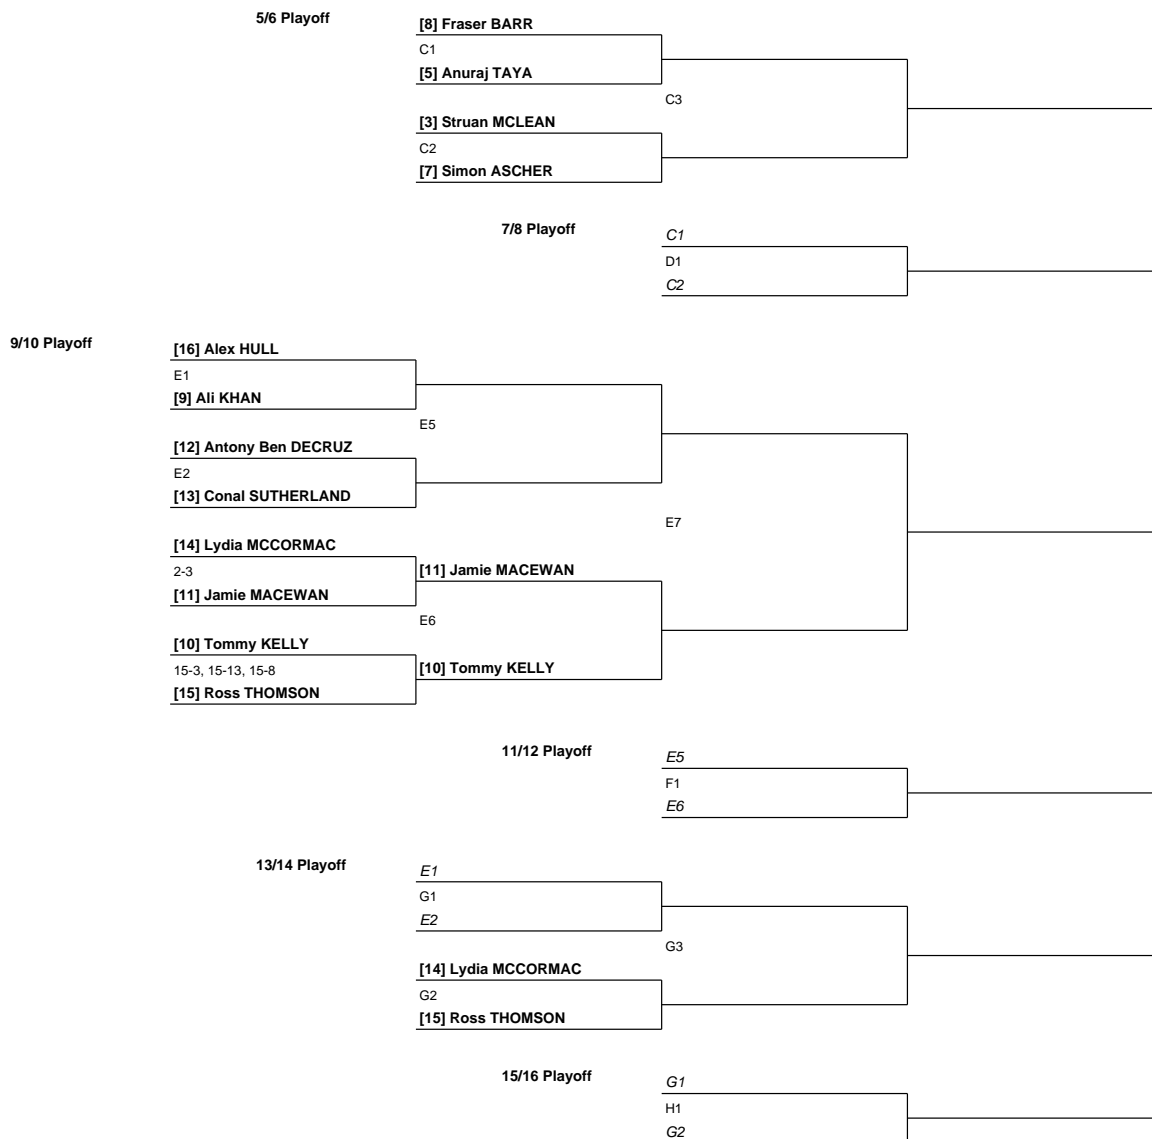 5/6 Playoff
[8] Fraser BARR
C1
[5] Anuraj TAYA
C3
[3] Struan MCLEAN
C2
[7] Simon ASCHER
7/8 Playoff
C1
D1
C2
9/10 Playoff
[16] Alex HULL
E1
[9] Ali KHAN
E5
[12] Antony Ben DECRUZ
E2
[13] Conal SUTHERLAND
E7
[14] Lydia MCCORMAC
2-3
[11] Jamie MACEWAN
[11] Jamie MACEWAN
E6
[10] Tommy KELLY
15-3, 15-13, 15-8
[10] Tommy KELLY
[15] Ross THOMSON
11/12 Playoff
E5
F1
E6
13/14 Playoff
E1
G1
E2
G3
[14] Lydia MCCORMAC
G2
[15] Ross THOMSON
15/16 Playoff
G1
H1
G2